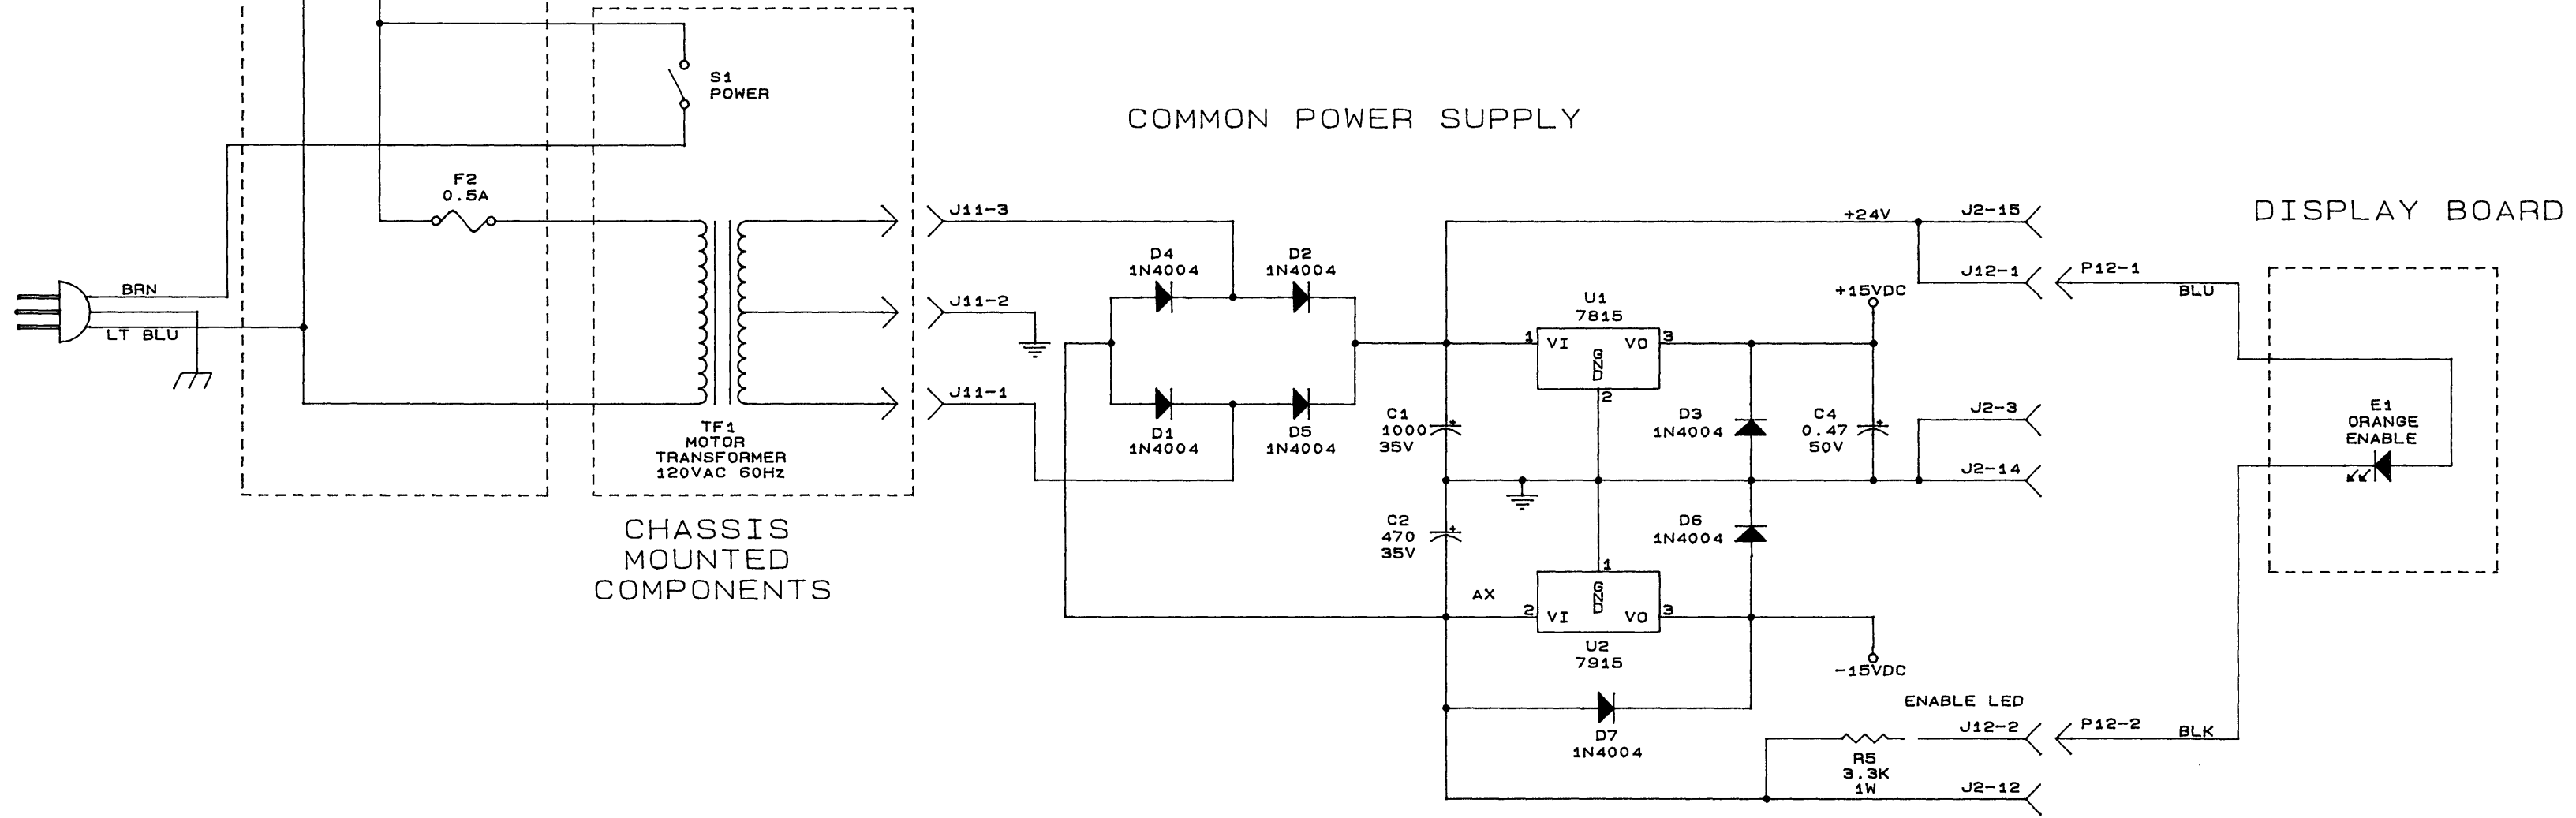 S1
POWER
COMMON POWER SUPPLY
F2
0.5A
BRN
LT BLU
TF1
MOTOR
TRANSFORMER
120VAC 60Hz
CHASSIS
MOUNTED
COMPONENTS
J11-3
J11-2
J11-1
D4
1N4004
D2
1N4004
D1
1N4004
D5
1N4004
C1
1000
35V
+
C2
470
35V
+
AX
U1
7815
1
VI
GND
VO
3
2
1
GND
2
VI
VO
3
U2
7915
D3
1N4004
D6
1N4004
D7
1N4004
C4
0.47
50V
+
+15VDC
-15VDC
+24V
J2-15
J12-1
P12-1
BLU
J2-3
J2-14
ENABLE LED
J12-2
P12-2
BLK
R5
3.3K
1W
J2-12
DISPLAY BOARD
E1
ORANGE
ENABLE